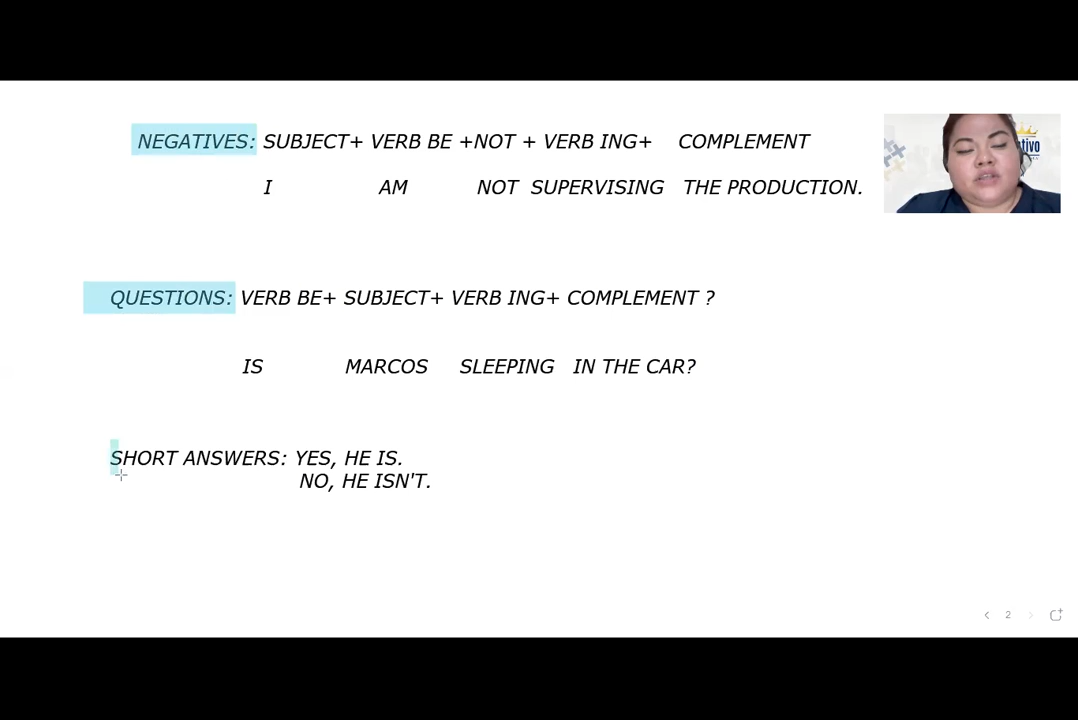 NEGATIVES: SUBJECT+ VERB BE +NOT + VERB ING+ COMPLEMENT
I AM NOT SUPERVISING THE PRODUCTION.
QUESTIONS: VERB BE+ SUBJECT+ VERB ING+ COMPLEMENT ?
IS MARCOS SLEEPING IN THE CAR?
SHORT ANSWERS: YES, HE IS.
NO, HE ISN'T.
2